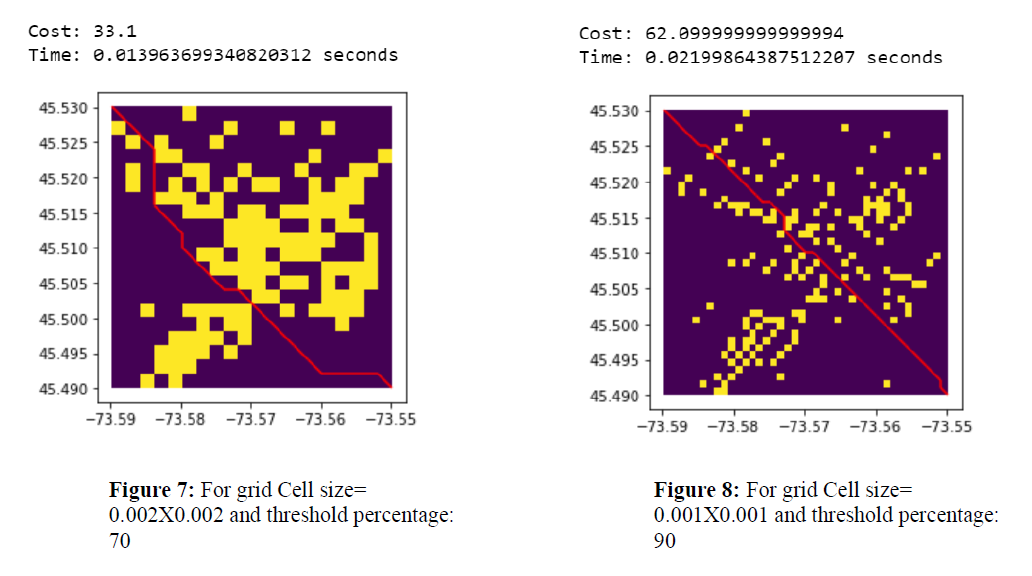 Cost: 33.1
Time: 0.013963699340820312 seconds
45.530
45.525
45.520
45.515
45.510
45.505
45.500
45.495
45.490
−73.59 −73.58 −73.57 −73.56 −73.55
Figure 7: For grid Cell size=
0.002X0.002 and threshold percentage:
70
Cost: 62.099999999999994
Time: 0.02199864387512207 seconds
45.530
45.525
45.520
45.515
45.510
45.505
45.500
45.495
45.490
−73.59 −73.58 −73.57 −73.56 −73.55
Figure 8: For grid Cell size=
0.001X0.001 and threshold percentage:
90